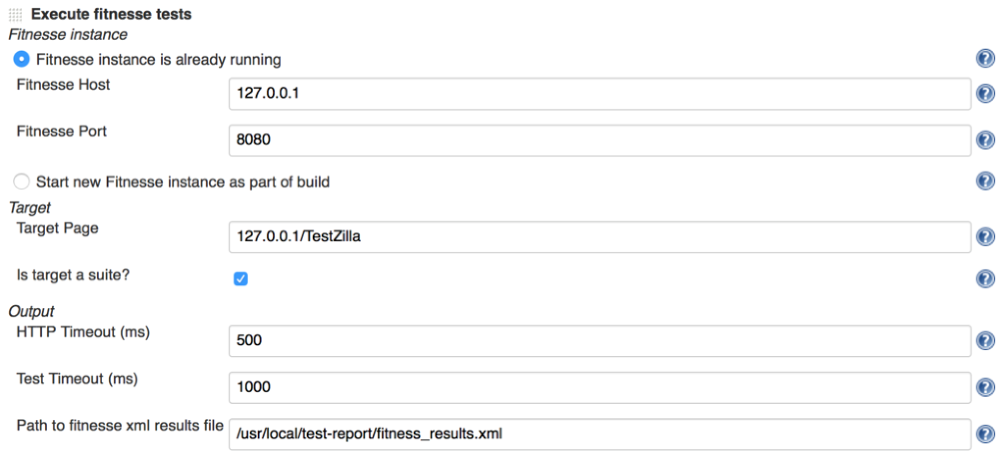 Execute fitnesse tests
Fitnesse instance
Fitnesse instance is already running
Fitnesse Host
127.0.0.1
Fitnesse Port
8080
Start new Fitnesse instance as part of build
Target
Target Page
127.0.0.1/TestZilla
Is target a suite?
Output
HTTP Timeout (ms)
500
Test Timeout (ms)
1000
Path to fitnesse xml results file
/usr/local/test-report/fitness_results.xml